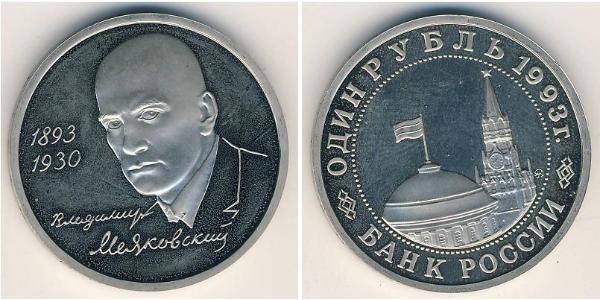 1893
1930
Владимир
Маяковский
ОДИН РУБЛЬ 1993г.
БАНК РОССИИ